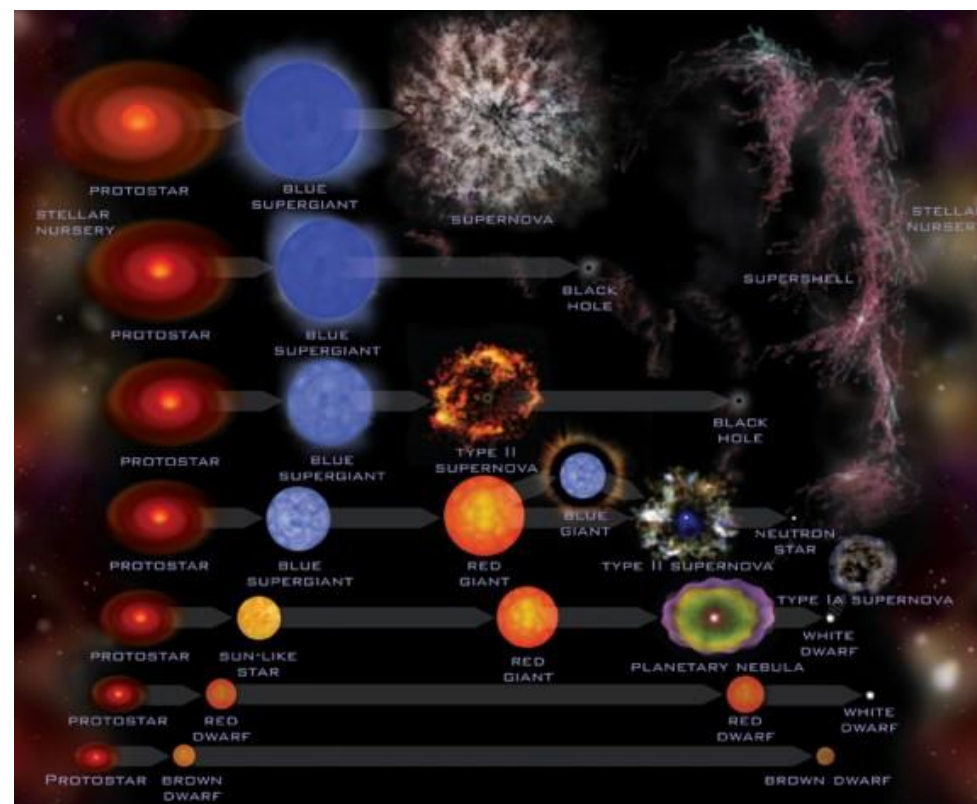 PROTOSTAR
BLUE
SUPERGIANT
SUPERNOVA
STELLAR
NURSERY
STELLAR
NURSERY
PROTOSTAR
BLUE
SUPERGIANT
BLACK
HOLE
SUPERSHELL
PROTOSTAR
BLUE
SUPERGIANT
TYPE II
SUPERNOVA
BLACK
HOLE
PROTOSTAR
BLUE
SUPERGIANT
RED
GIANT
BLUE
GIANT
TYPE II SUPERNOVA
NEUTRON
STAR
TYPE IA SUPERNOVA
PROTOSTAR
SUN-LIKE
STAR
RED
GIANT
PLANETARY NEBULA
WHITE
DWARF
PROTOSTAR
RED
DWARF
RED
DWARF
WHITE
DWARF
PROTOSTAR
BROWN
DWARF
BROWN DWARF